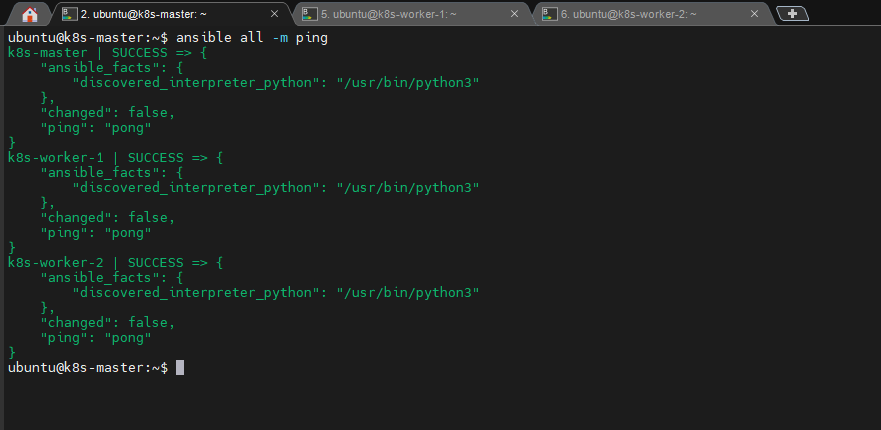 2. ubuntu@k8s-master: ~
5. ubuntu@k8s-worker-1: ~
6. ubuntu@k8s-worker-2: ~
ubuntu@k8s-master:~$ ansible all -m ping
k8s-master | SUCCESS => {
    "ansible_facts": {
        "discovered_interpreter_python": "/usr/bin/python3"
    },
    "changed": false,
    "ping": "pong"
}
k8s-worker-1 | SUCCESS => {
    "ansible_facts": {
        "discovered_interpreter_python": "/usr/bin/python3"
    },
    "changed": false,
    "ping": "pong"
}
k8s-worker-2 | SUCCESS => {
    "ansible_facts": {
        "discovered_interpreter_python": "/usr/bin/python3"
    },
    "changed": false,
    "ping": "pong"
}
ubuntu@k8s-master:~$